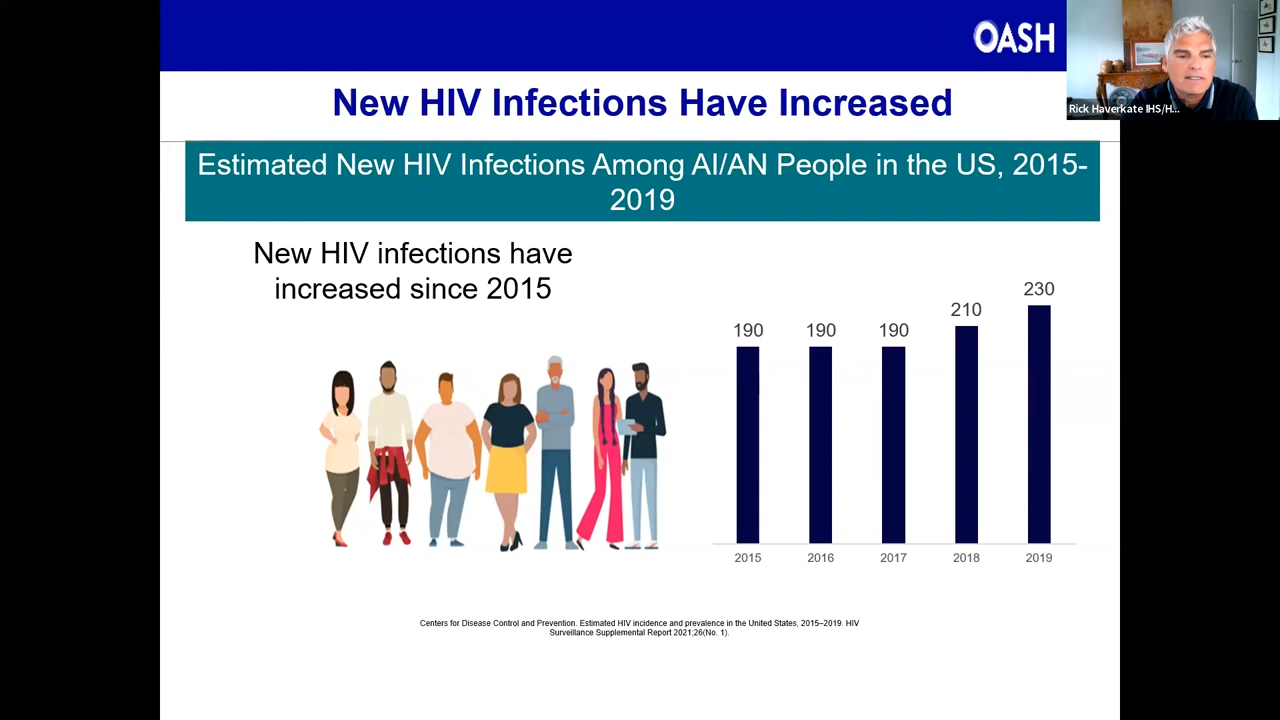 OASH
New HIV Infections Have Increased
Rick Haverkate IHS/H...
Estimated New HIV Infections Among AI/AN People in the US, 2015-
2019
New HIV infections have
increased since 2015
190
190
190
210
230
2015
2016
2017
2018
2019
Centers for Disease Control and Prevention. Estimated HIV incidence and prevalence in the United States, 2015–2019. HIV
Surveillance Supplemental Report 2021;26(No. 1).